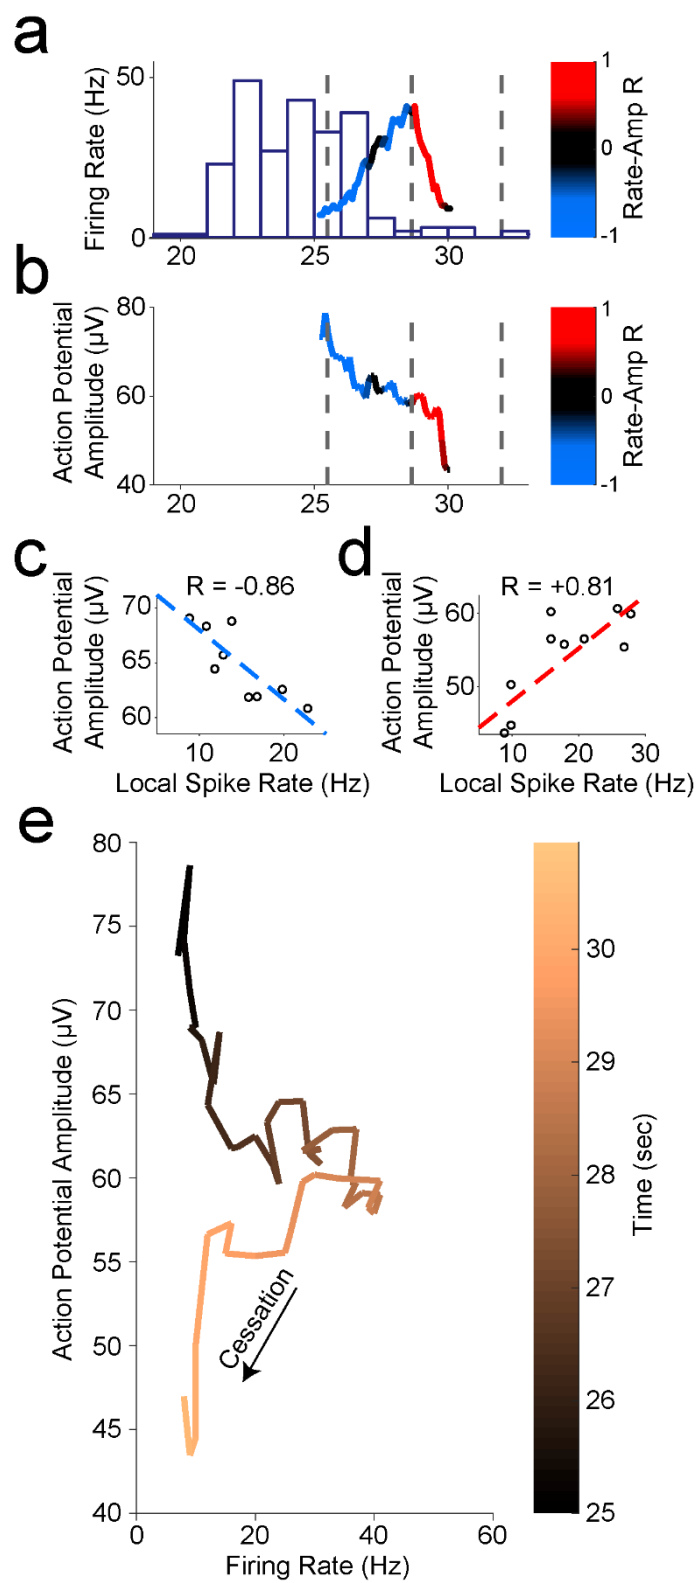 a
Firing Rate (Hz)
50
0
20
25
30
1
0
-1
Rate-Amp R
b
Action Potential
Amplitude (µV)
80
60
40
20
25
30
1
0
-1
Rate-Amp R
c
Action Potential
Amplitude (µV)
R = -0.86
70
65
60
10
20
Local Spike Rate (Hz)
d
Action Potential
Amplitude (µV)
R = +0.81
60
50
10
20
30
Local Spike Rate (Hz)
e
Action Potential Amplitude (µV)
80
75
70
65
60
55
50
45
40
0
20
40
60
Firing Rate (Hz)
Cessation
30
29
28
27
26
25
Time (sec)